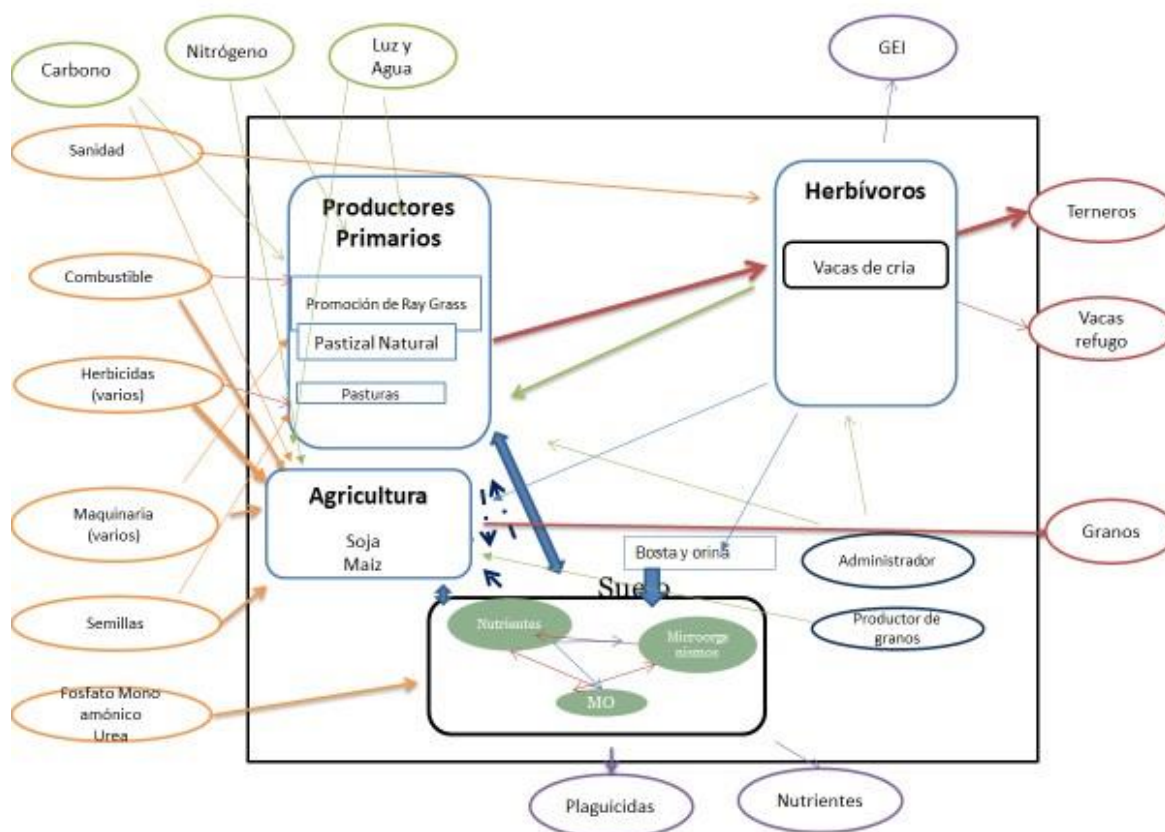 GEI
Nitrógeno
Luz y
Agua
Carbono
Sanidad
Herbívoros
Productores
Primarios
Terneros
Vacas de cria
Combustible
Promoción de Ray Grass
Pastizal Natural
Vacas
refugo
Herbicidas
(varios)
Pasturas
Agricultura
Maquinaria
(varios)
Soja
Maiz
Granos
Bosta y orina
Administrador
Suelo
Semillas
Nutrientes
Microorga
nismos
Productor de
granos
MO
Fosfato Mono
amónico
Urea
Plaguicidas
Nutrientes